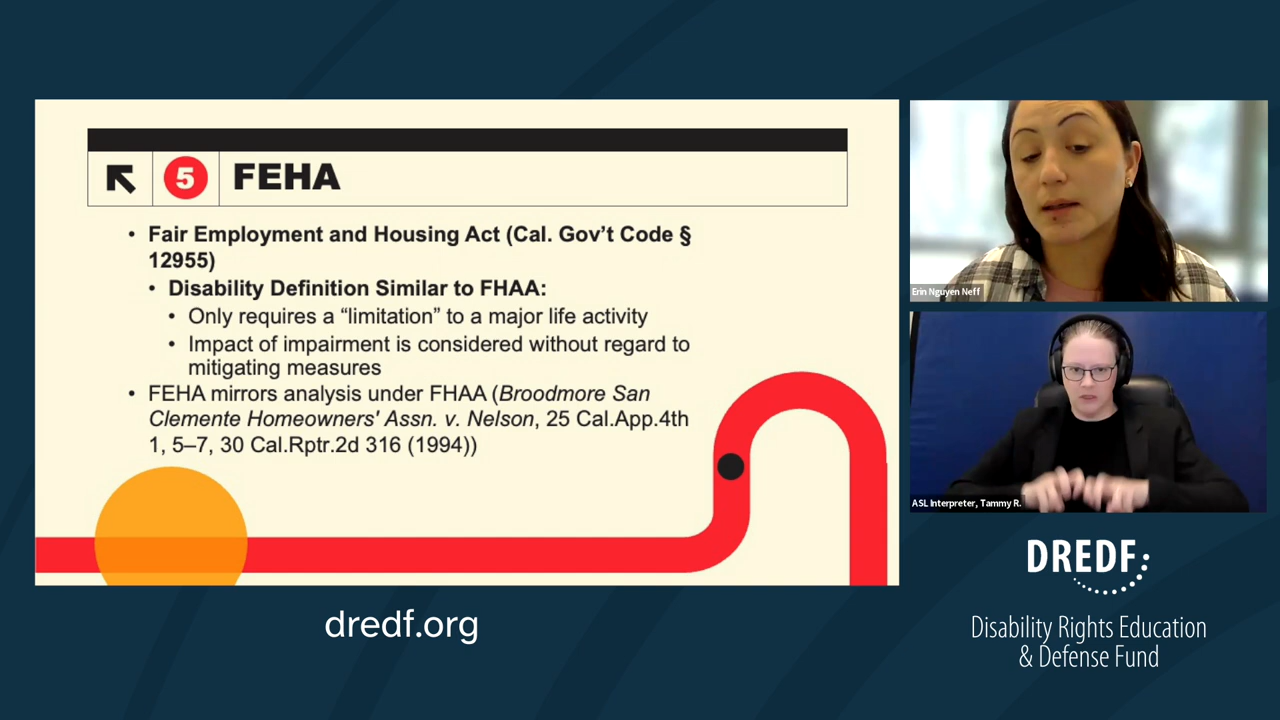 5
FEHA
• Fair Employment and Housing Act (Cal. Gov’t Code §
12955)
• Disability Definition Similar to FHAA:
• Only requires a “limitation” to a major life activity
• Impact of impairment is considered without regard to
mitigating measures
• FEHA mirrors analysis under FHAA (Broodmore San
Clemente Homeowners' Assn. v. Nelson, 25 Cal.App.4th
1, 5–7, 30 Cal.Rptr.2d 316 (1994))
Erin Nguyen Neff
ASL Interpreter, Tammy R.
dredf.org
DREDF
Disability Rights Education
& Defense Fund